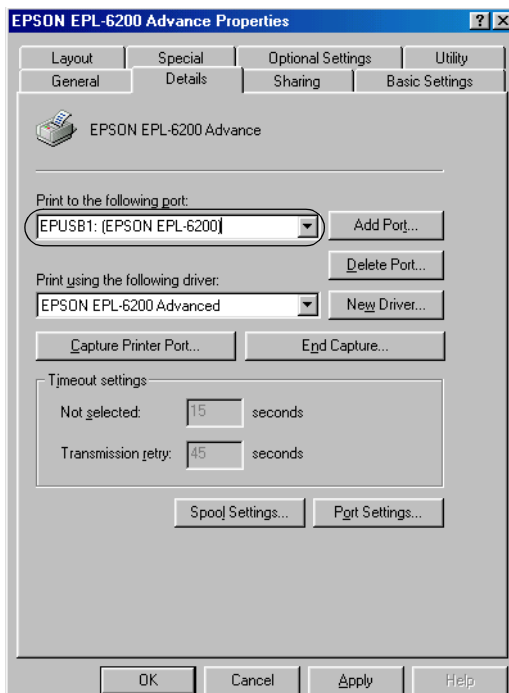 EPSON EPL-6200 Advance Properties
Layout Special Optional Settings Utility
General Details Sharing Basic Settings
EPSON EPL-6200 Advance
Print to the following port:
EPUSB1: (EPSON EPL-6200)
Add Port...
Delete Port...
Print using the following driver:
EPSON EPL-6200 Advanced
New Driver...
Capture Printer Port... End Capture...
Timeout settings
Not selected: 15 seconds
Transmission retry: 45 seconds
Spool Settings... Port Settings...
OK Cancel Apply Help